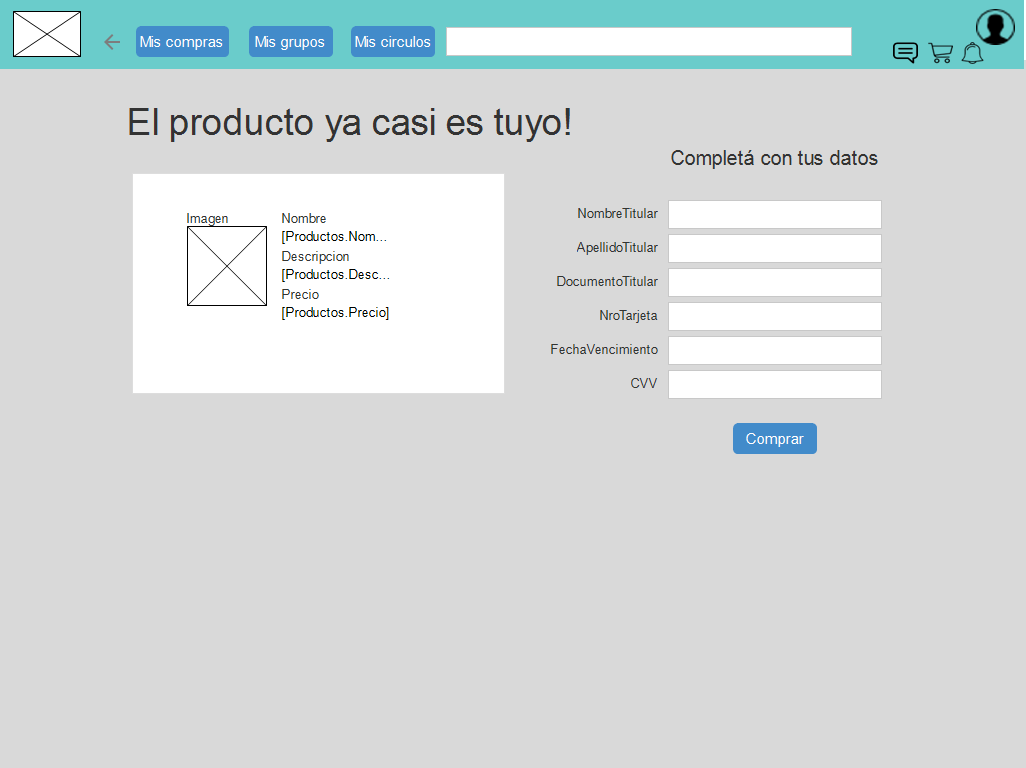 Mis compras
Mis grupos
Mis circulos
El producto ya casi es tuyo!
Completá con tus datos
Imagen
Nombre
[Productos.Nom...
Descripcion
[Productos.Desc...
Precio
[Productos.Precio]
NombreTitular
ApellidoTitular
DocumentoTitular
NroTarjeta
FechaVencimiento
CVV
Comprar